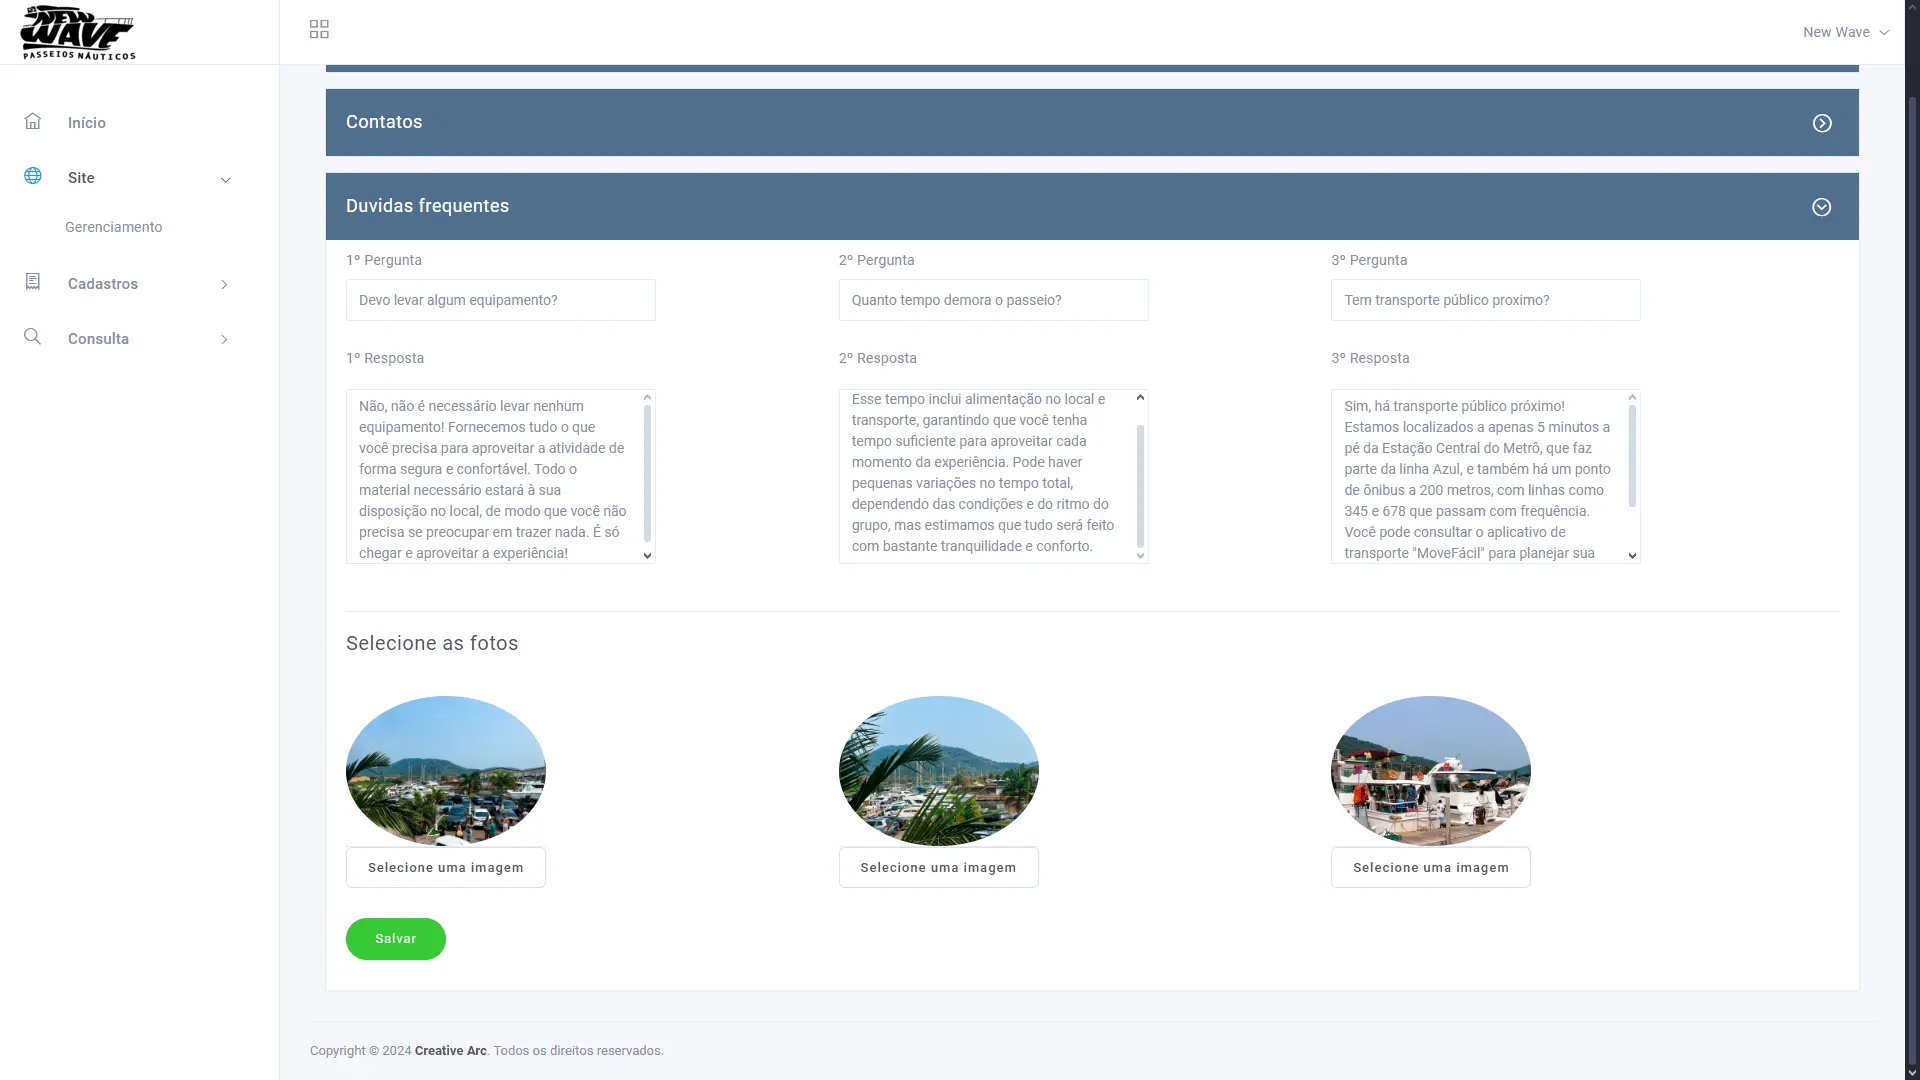 NEW
WAVE
PASSEIOS NÁUTICOS
New Wave
Início
Site
Gerenciamento
Cadastros
Consulta
Contatos
Duvidas frequentes
1º Pergunta
Devo levar algum equipamento?
1º Resposta
Não, não é necessário levar nenhum
equipamento! Fornecemos tudo o que
você precisa para aproveitar a atividade de
forma segura e confortável. Todo o
material necessário estará à sua
disposição no local, de modo que você não
precisa se preocupar em trazer nada. É só
chegar e aproveitar a experiência!
2º Pergunta
Quanto tempo demora o passeio?
2º Resposta
Esse tempo inclui alimentação no local e
transporte, garantindo que você tenha
tempo suficiente para aproveitar cada
momento da experiência. Pode haver
pequenas variações no tempo total,
dependendo das condições e do ritmo do
grupo, mas estimamos que tudo será feito
com bastante tranquilidade e conforto.
3º Pergunta
Tem transporte público proximo?
3º Resposta
Sim, há transporte público próximo!
Estamos localizados a apenas 5 minutos a
pé da Estação Central do Metrô, que faz
parte da linha Azul, e também há um ponto
de ônibus a 200 metros, com linhas como
345 e 678 que passam com frequência.
Você pode consultar o aplicativo de
transporte "MoveFácil" para planejar sua
Selecione as fotos
Selecione uma imagem
Selecione uma imagem
Selecione uma imagem
Salvar
Copyright © 2024 Creative Arc. Todos os direitos reservados.